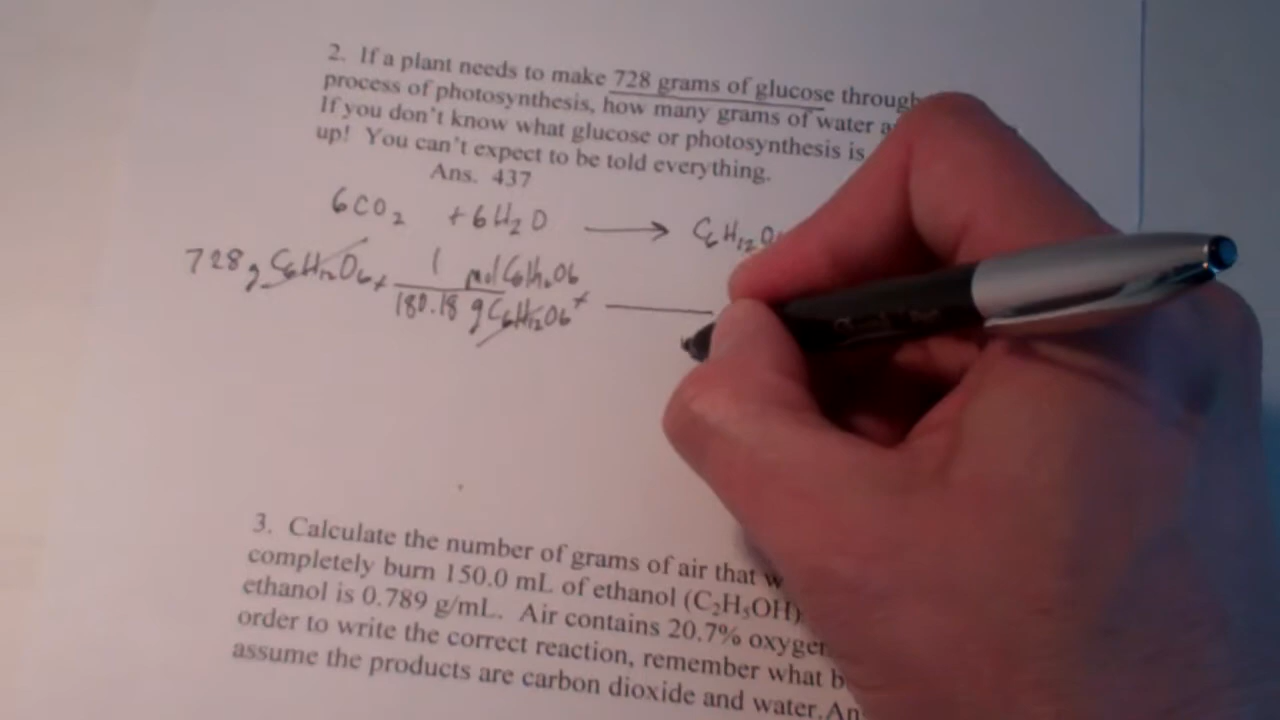 2. If a plant needs to make 728 grams of glucose through
process of photosynthesis, how many grams of water
If you don't know what glucose or photosynthesis is
up! You can't expect to be told everything.
Ans. 437
6CO₂ + 6H₂O → C₆H₁₂O
728 g C₆H₁₂O₆ x 1 mol C₆H₁₂O₆
180.18 g C₆H₁₂O₆ x
3. Calculate the number of grams of air that
completely burn 150.0 mL of ethanol (C₂H₅OH)
ethanol is 0.789 g/mL. Air contains 20.7% oxygen
order to write the correct reaction, remember what
assume the products are carbon dioxide and water. An